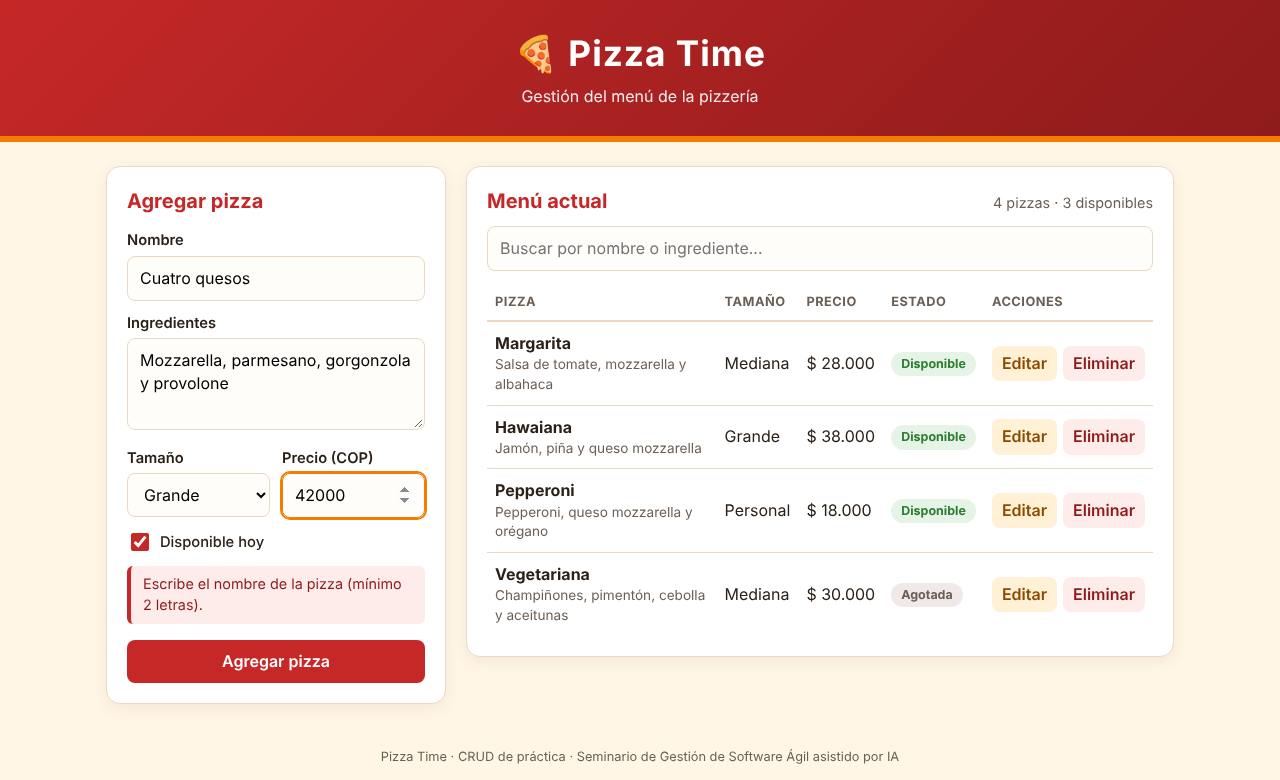 🍕 Pizza Time
Gestión del menú de la pizzería
Agregar pizza
Nombre
Cuatro quesos
Ingredientes
Mozzarella, parmesano, gorgonzola
y provolone
Tamaño Precio (COP)
Grande 42000
Disponible hoy
Escribe el nombre de la pizza (mínimo
2 letras).
Agregar pizza
Menú actual 4 pizzas · 3 disponibles
Buscar por nombre o ingrediente...
PIZZA TAMAÑO PRECIO ESTADO ACCIONES
Margarita
Salsa de tomate, mozzarella y
albahaca
Mediana $ 28.000 Disponible Editar Eliminar
Hawaiana
Jamón, piña y queso mozzarella
Grande $ 38.000 Disponible Editar Eliminar
Pepperoni
Pepperoni, queso mozzarella y
orégano
Personal $ 18.000 Disponible Editar Eliminar
Vegetariana
Champiñones, pimentón, cebolla
y aceitunas
Mediana $ 30.000 Agotada Editar Eliminar
Pizza Time · CRUD de práctica · Seminario de Gestión de Software Ágil asistido por IA